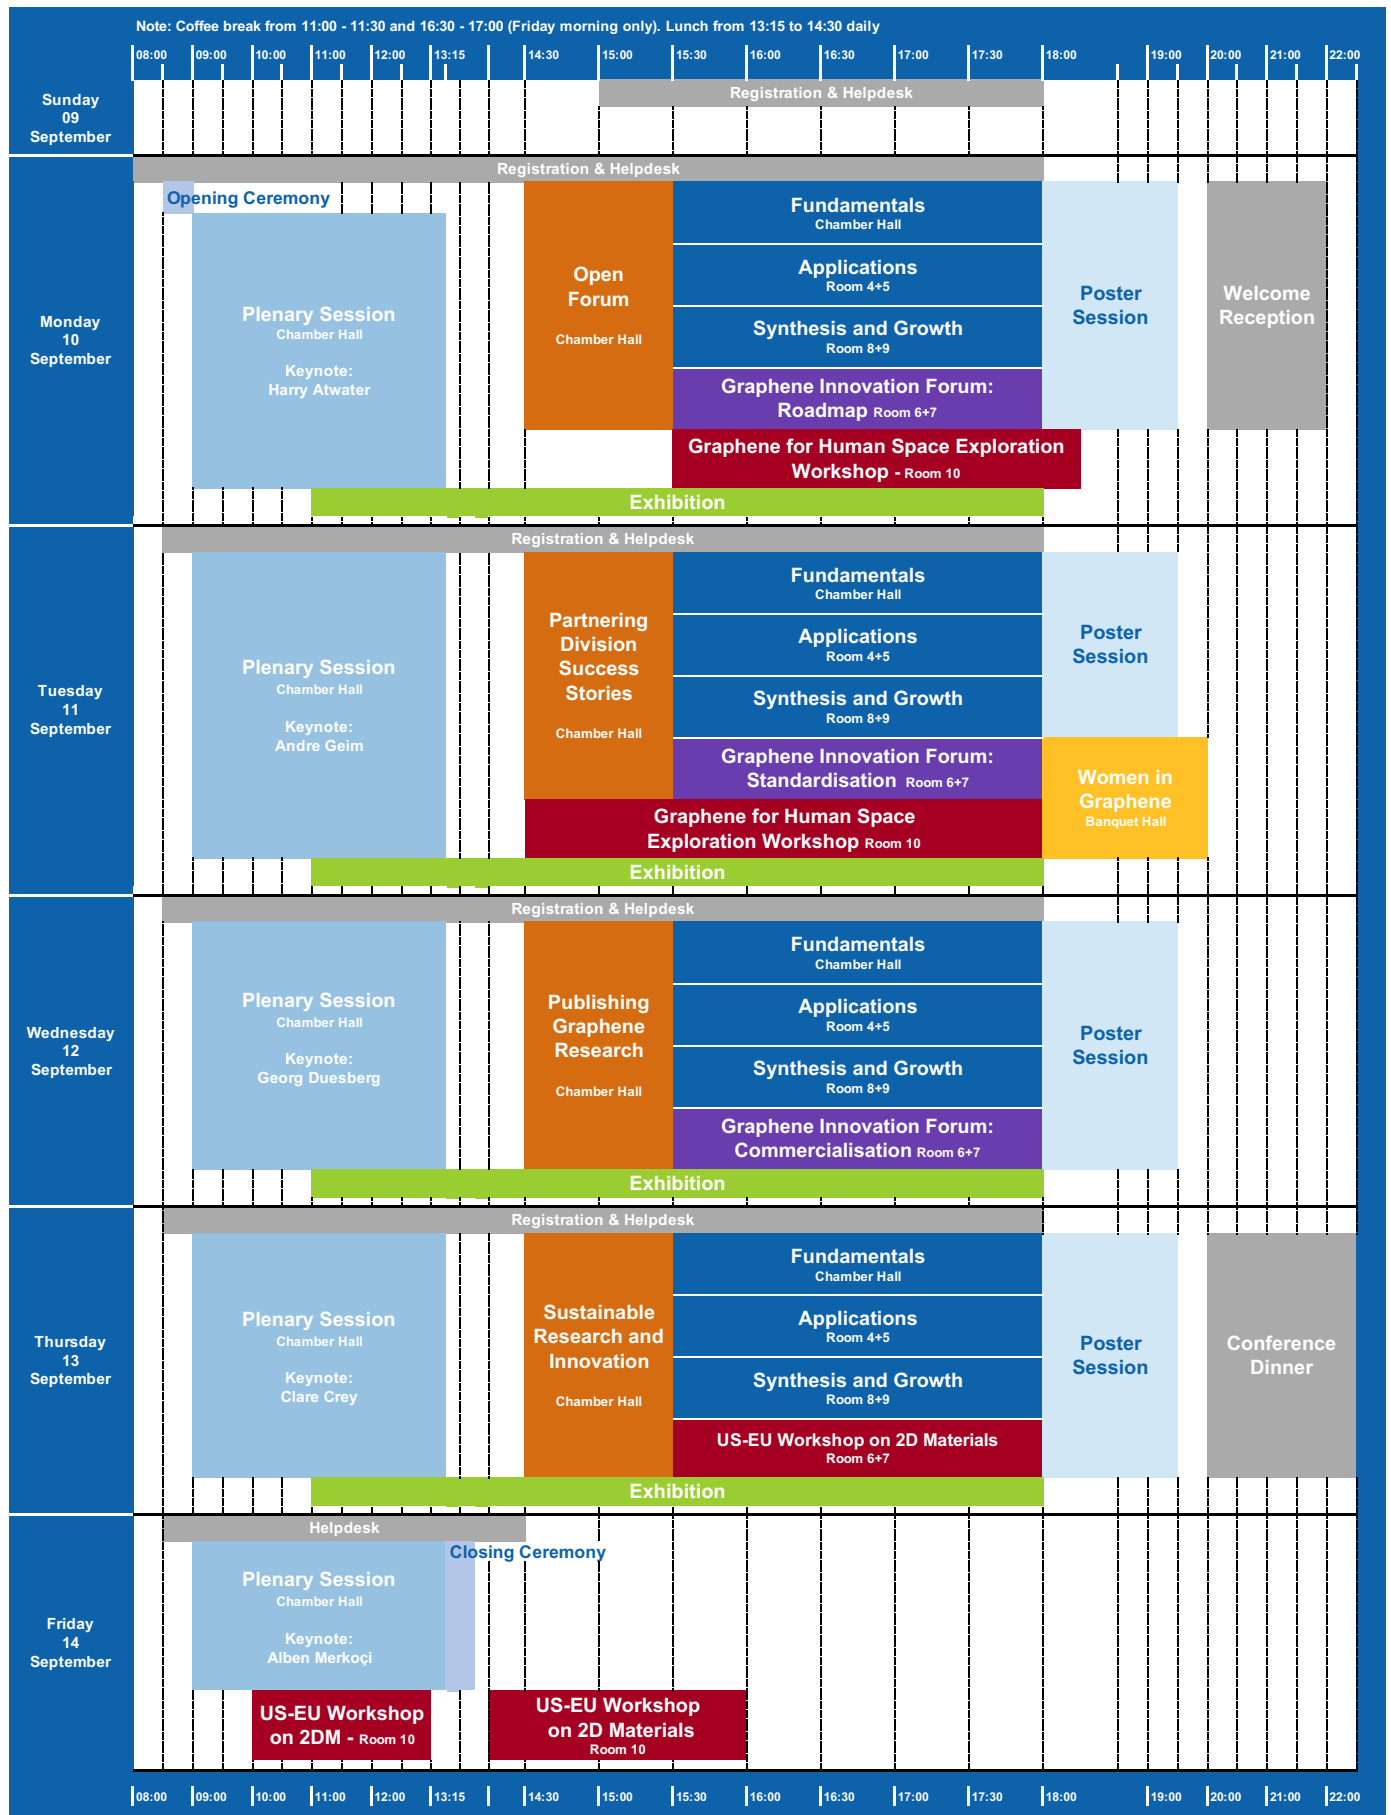 Note: Coffee break from 11:00 - 11:30 and 16:30 - 17:00 (Friday morning only). Lunch from 13:15 to 14:30 daily
08:00 09:00 10:00 11:00 12:00 13:15 14:30 15:00 15:30 16:00 16:30 17:00 17:30 18:00 19:00 20:00 21:00 22:00
Sunday
09
September
Registration & Helpdesk
Monday
10
September
Registration & Helpdesk
Opening Ceremony
Plenary Session
Chamber Hall
Keynote:
Harry Atwater
Open
Forum
Chamber Hall
Fundamentals
Chamber Hall
Applications
Room 4+5
Synthesis and Growth
Room 8+9
Graphene Innovation Forum:
Roadmap Room 6+7
Graphene for Human Space Exploration
Workshop - Room 10
Poster
Session
Welcome
Reception
Exhibition
Tuesday
11
September
Registration & Helpdesk
Plenary Session
Chamber Hall
Keynote:
Andre Geim
Partnering
Division
Success
Stories
Chamber Hall
Fundamentals
Chamber Hall
Applications
Room 4+5
Synthesis and Growth
Room 8+9
Graphene Innovation Forum:
Standardisation Room 6+7
Graphene for Human Space
Exploration Workshop Room 10
Poster
Session
Women in
Graphene
Banquet Hall
Exhibition
Wednesday
12
September
Registration & Helpdesk
Plenary Session
Chamber Hall
Keynote:
Georg Duesberg
Publishing
Graphene
Research
Chamber Hall
Fundamentals
Chamber Hall
Applications
Room 4+5
Synthesis and Growth
Room 8+9
Graphene Innovation Forum:
Commercialisation Room 6+7
Poster
Session
Exhibition
Thursday
13
September
Registration & Helpdesk
Plenary Session
Chamber Hall
Keynote:
Clare Crey
Sustainable
Research and
Innovation
Chamber Hall
Fundamentals
Chamber Hall
Applications
Room 4+5
Synthesis and Growth
Room 8+9
US-EU Workshop on 2D Materials
Room 6+7
Poster
Session
Conference
Dinner
Exhibition
Friday
14
September
Helpdesk
Closing Ceremony
Plenary Session
Chamber Hall
Keynote:
Alben Merkoçi
US-EU Workshop
on 2DM - Room 10
US-EU Workshop
on 2D Materials
Room 10
08:00 09:00 10:00 11:00 12:00 13:15 14:30 15:00 15:30 16:00 16:30 17:00 17:30 18:00 19:00 20:00 21:00 22:00